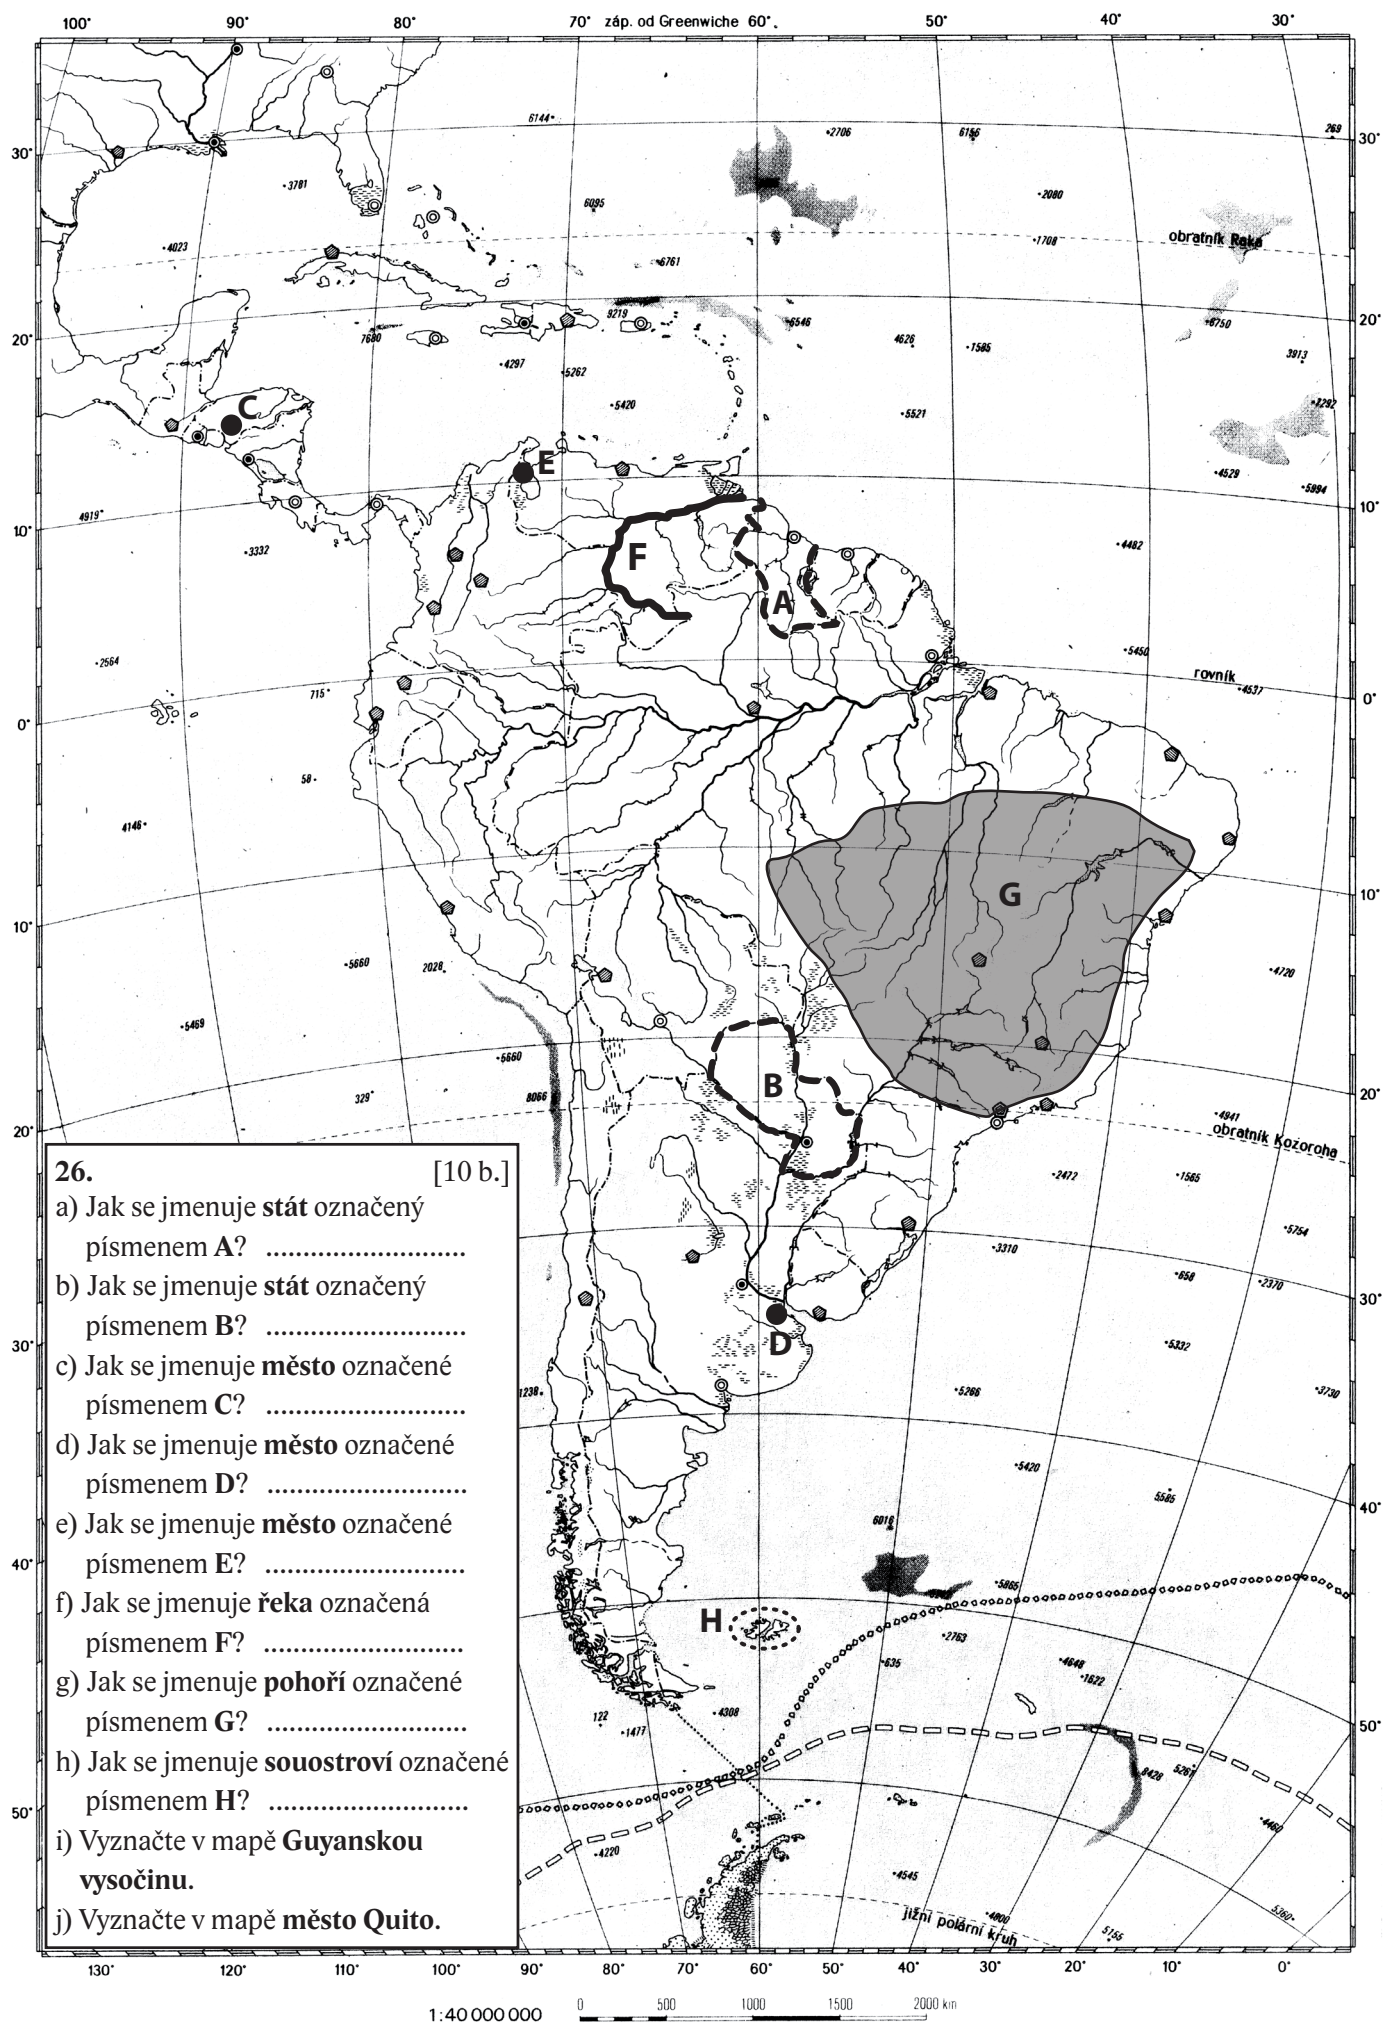 100° 90° 80° 70° záp. od Greenwiche 60° 50° 40° 30°
6144 2706 6156 269
30° 30°
3781 6095 2080
4023 1708 obratník Raka
6761
9219 6546 4626 1585 6750 20°
20° 7680 4297 5262 3913
5420 5521 7292
C
E 4529
5994
4919 10°
10° 3332 F 4482
A
2564 5450
715 rovník 4537 0°
0°
58
4146
G 10°
10°
5660 2028 4720
5469
5660
B
329 8066 4941
20° obratník Kozoroha 20°
26. [10 b.]
a) Jak se jmenuje stát označený
písmenem A? .................................
b) Jak se jmenuje stát označený
písmenem B? .................................
c) Jak se jmenuje město označené
písmenem C? .................................
d) Jak se jmenuje město označené
písmenem D? .................................
e) Jak se jmenuje město označené
písmenem E? .................................
f) Jak se jmenuje řeka označená
písmenem F? .................................
g) Jak se jmenuje pohoří označené
písmenem G? .................................
h) Jak se jmenuje souostroví označené
písmenem H? .................................
i) Vyznačte v mapě Guyanskou
vysočinu.
j) Vyznačte v mapě město Quito.
2472 1565
5754
3310
658 2370
30°
D 5332
30°
1238 5266 3730
5420
5585
40°
6016
40°
5865
H
2763
635 4648
1622
122 4308
1477 50°
8428 5261
50° 4460
4220
4545
jižní polární kruh 4800 5360
5155
130° 120° 110° 100° 90° 80° 70° 60° 50° 40° 30° 20° 10° 0°
1:40 000 000 0 500 1000 1500 2000 km